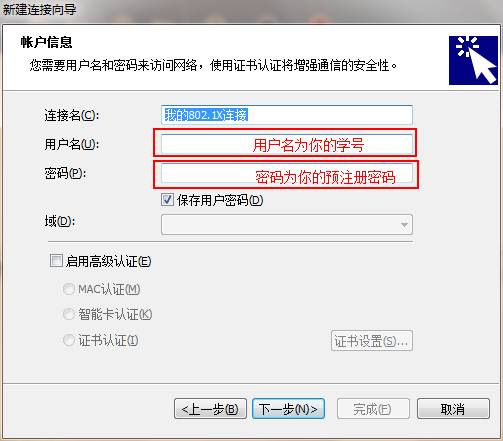 新建连接向导
帐户信息
您需要用户名和密码来访问网络，使用证书认证将增强通信的安全性。
连接名(C): 我的802.1X连接
用户名(U): 用户名为你的学号
密码(P): 密码为你的预注册密码
保存用户密码(D)
域(D):
启用高级认证(E)
MAC认证(M)
智能卡认证(K)
证书认证(I) 证书设置(S)...
<上一步(B) 下一步(N)> 完成(F) 取消